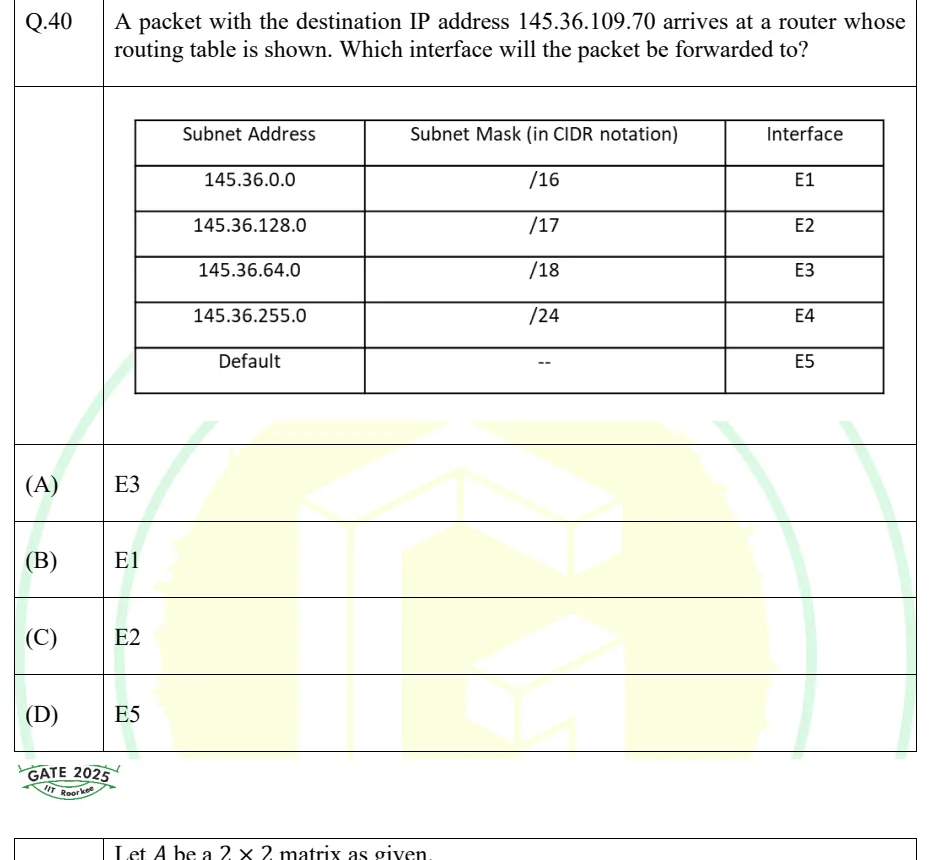 Q.40 A packet with the destination IP address 145.36.109.70 arrives at a router whose
routing table is shown. Which interface will the packet be forwarded to?
Subnet Address Subnet Mask (in CIDR notation) Interface
145.36.0.0 /16 E1
145.36.128.0 /17 E2
145.36.64.0 /18 E3
145.36.255.0 /24 E4
Default -- E5
(A) E3
(B) E1
(C) E2
(D) E5
GATE 2025
IIT Roorkee
Let A be a 2 × 2 matrix as given.